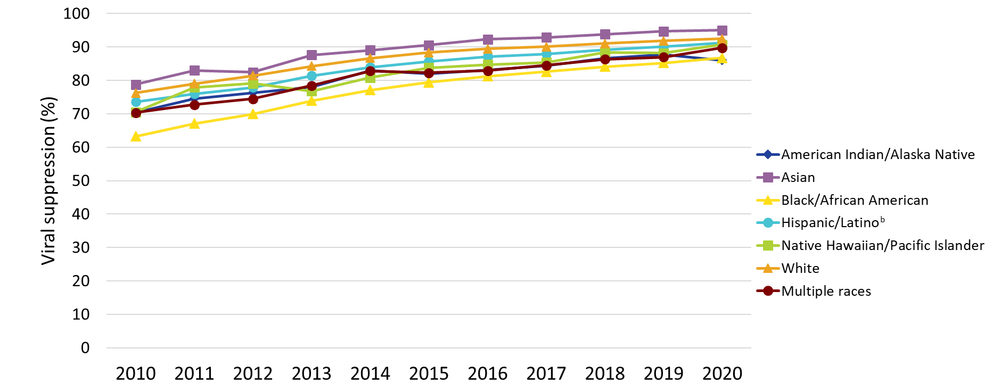 100
90
80
70
60
50
40
30
20
10
0
Viral suppression (%)
2010 2011 2012 2013 2014 2015 2016 2017 2018 2019 2020
American Indian/Alaska Native
Asian
Black/African American
Hispanic/Latinoᵇ
Native Hawaiian/Pacific Islander
White
Multiple races